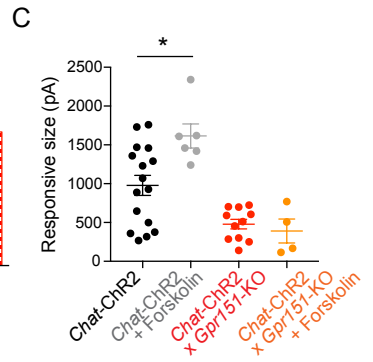 C
*
Responsive size (pA)
2500
2000
1500
1000
500
0
Chat-ChR2
Chat-ChR2
+ Forskolin
Chat-ChR2
x Gpr151-KO
Chat-ChR2
x Gpr151-KO
+ Forskolin